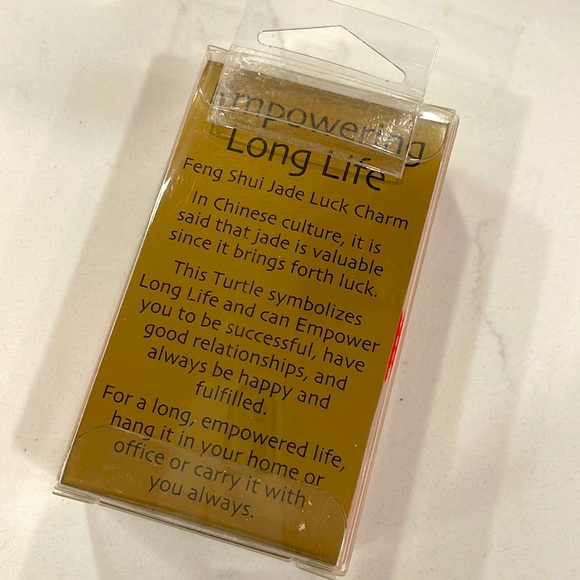 Empowering
Long Life
Feng Shui Jade Luck Charm
In Chinese culture, it is
said that jade is valuable
since it brings forth luck.
This Turtle symbolizes
Long Life and can Empower
you to be successful, have
good relationships, and
always be happy and
fulfilled.
For a long, empowered life,
hang it in your home or
office or carry it with
you always.